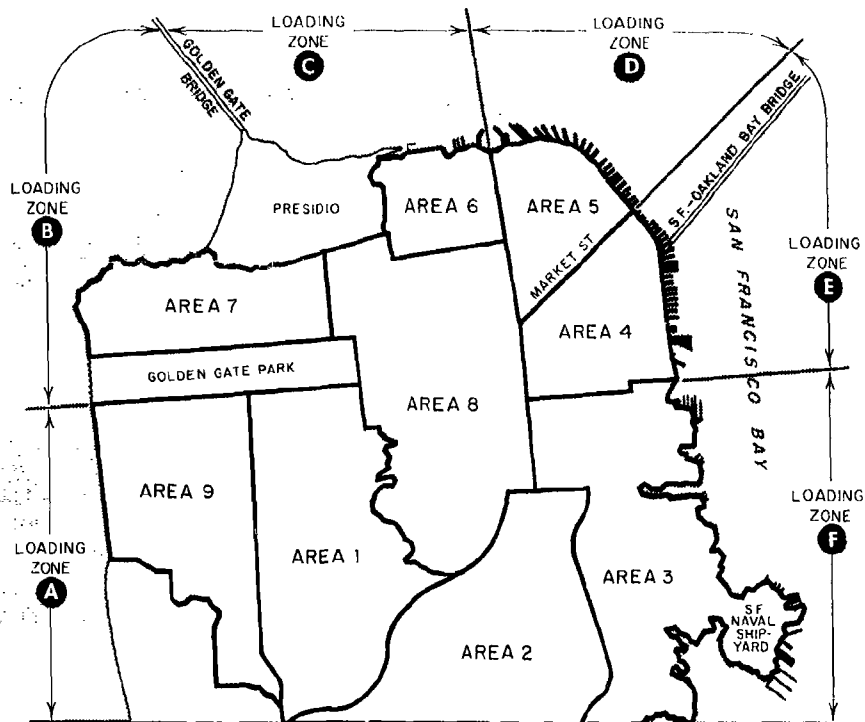 LOADING
ZONE
C
LOADING
ZONE
D
GOLDEN GATE
BRIDGE
S.F.-OAKLAND BAY BRIDGE
LOADING
ZONE
B
PRESIDIO
AREA 6
AREA 5
MARKET ST
SAN FRANCISCO BAY
LOADING
ZONE
E
AREA 7
AREA 4
GOLDEN GATE PARK
AREA 8
AREA 9
LOADING
ZONE
A
AREA 1
LOADING
ZONE
F
AREA 3
S.F.
NAVAL
SHIP-
YARD
AREA 2